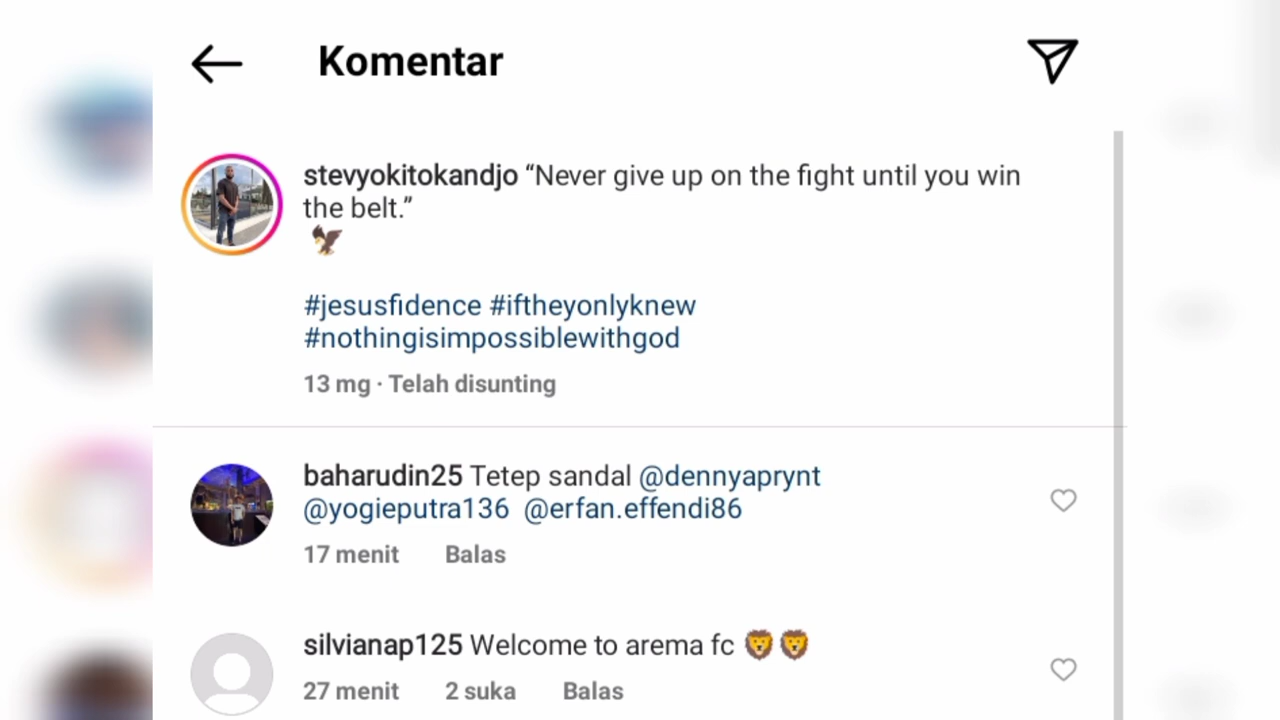 Komentar
stevyokitokandjo “Never give up on the fight until you win
the belt.”
#jesusfidence #iftheyonlyknew
#nothingisimpossiblewithgod
13 mg · Telah disunting
baharudin25 Tetep sandal @dennyaprynt
@yogieputra136 @erfan.effendi86
17 menit Balas
silvianap125 Welcome to arema fc 🦁🦁
27 menit 2 suka Balas